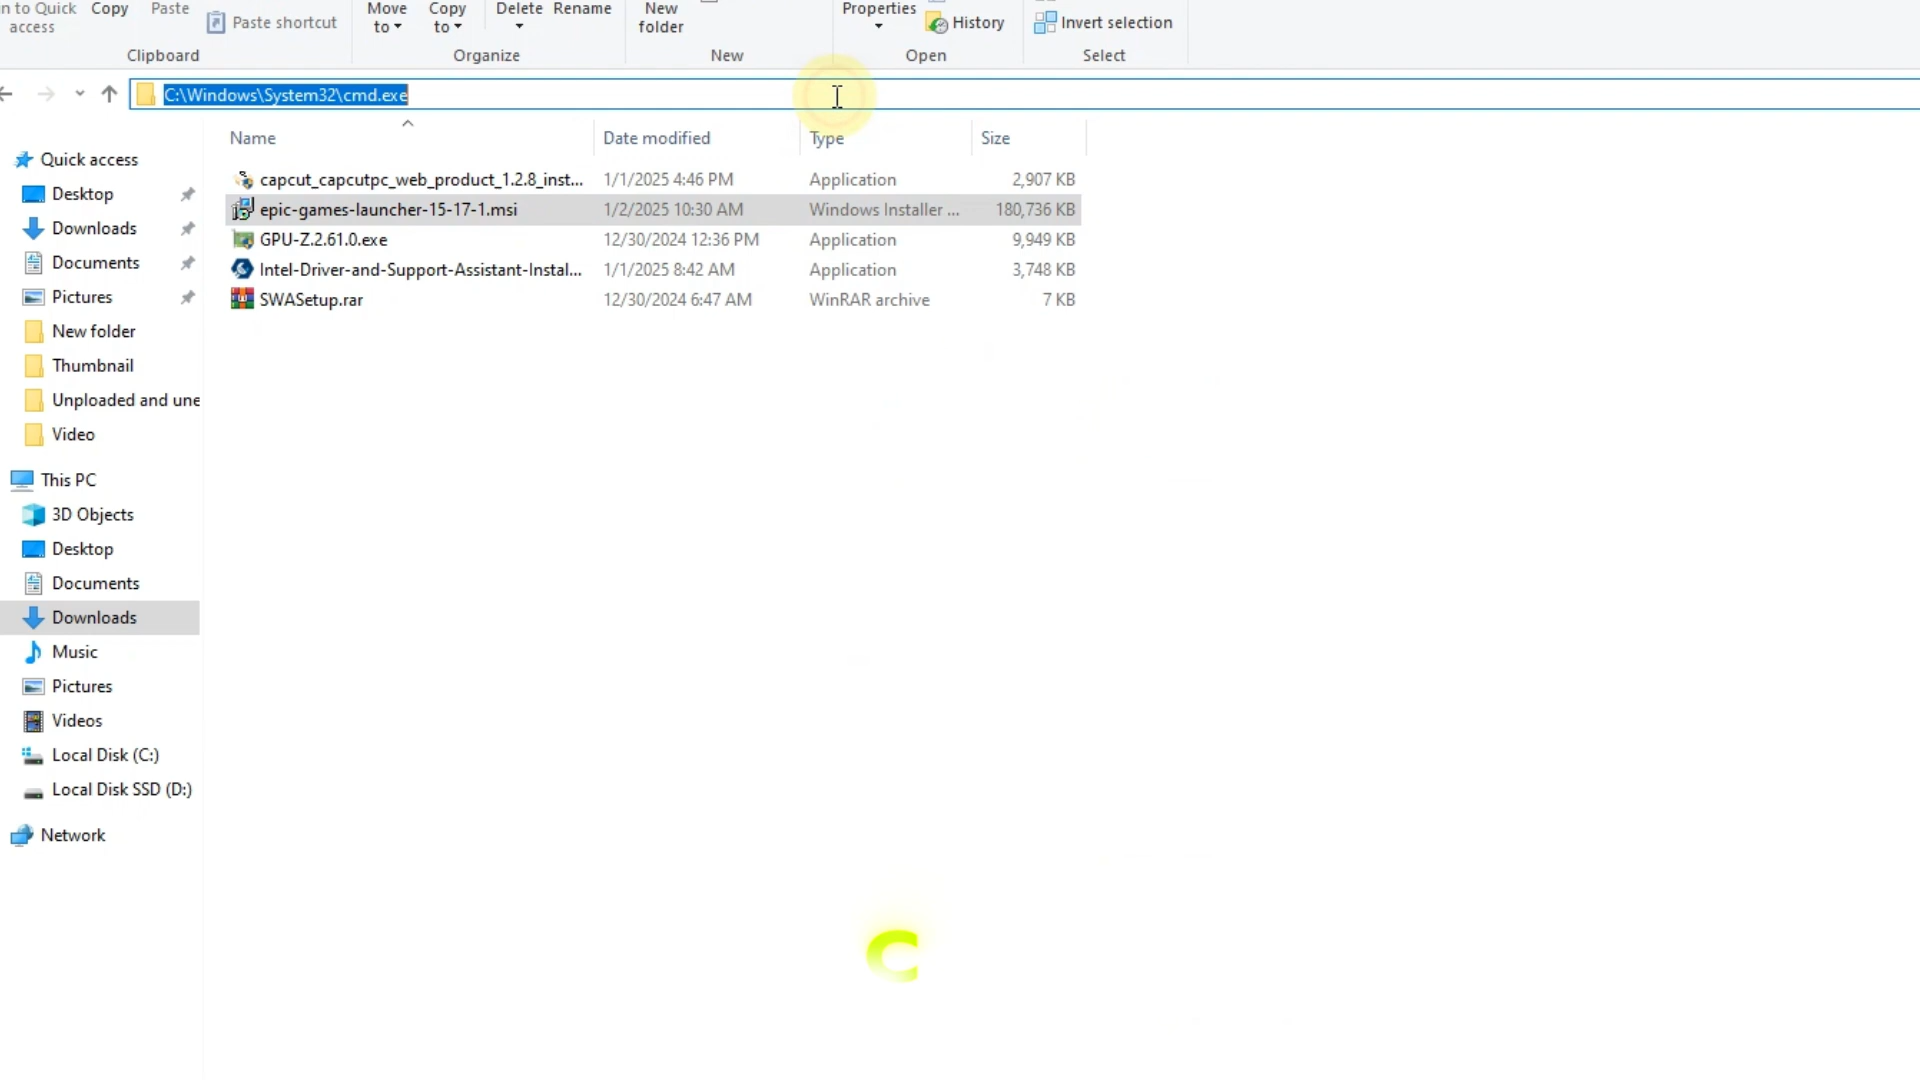 n to Quick access
Copy
Paste
Paste shortcut
Clipboard
Move to
Copy to
Delete
Rename
Organize
New folder
New
Properties
History
Open
Invert selection
Select
C:\Windows\System32\cmd.exe
Name Date modified Type Size
capcut_capcutpc_web_product_1.2.8_inst... 1/1/2025 4:46 PM Application 2,907 KB
epic-games-launcher-15-17-1.msi 1/2/2025 10:30 AM Windows Installer ... 180,736 KB
GPU-Z.2.61.0.exe 12/30/2024 12:36 PM Application 9,949 KB
Intel-Driver-and-Support-Assistant-Instal... 1/1/2025 8:42 AM Application 3,748 KB
SWASetup.rar 12/30/2024 6:47 AM WinRAR archive 7 KB
Quick access
Desktop
Downloads
Documents
Pictures
New folder
Thumbnail
Unploaded and une
Video
This PC
3D Objects
Desktop
Documents
Downloads
Music
Pictures
Videos
Local Disk (C:)
Local Disk SSD (D:)
Network
C